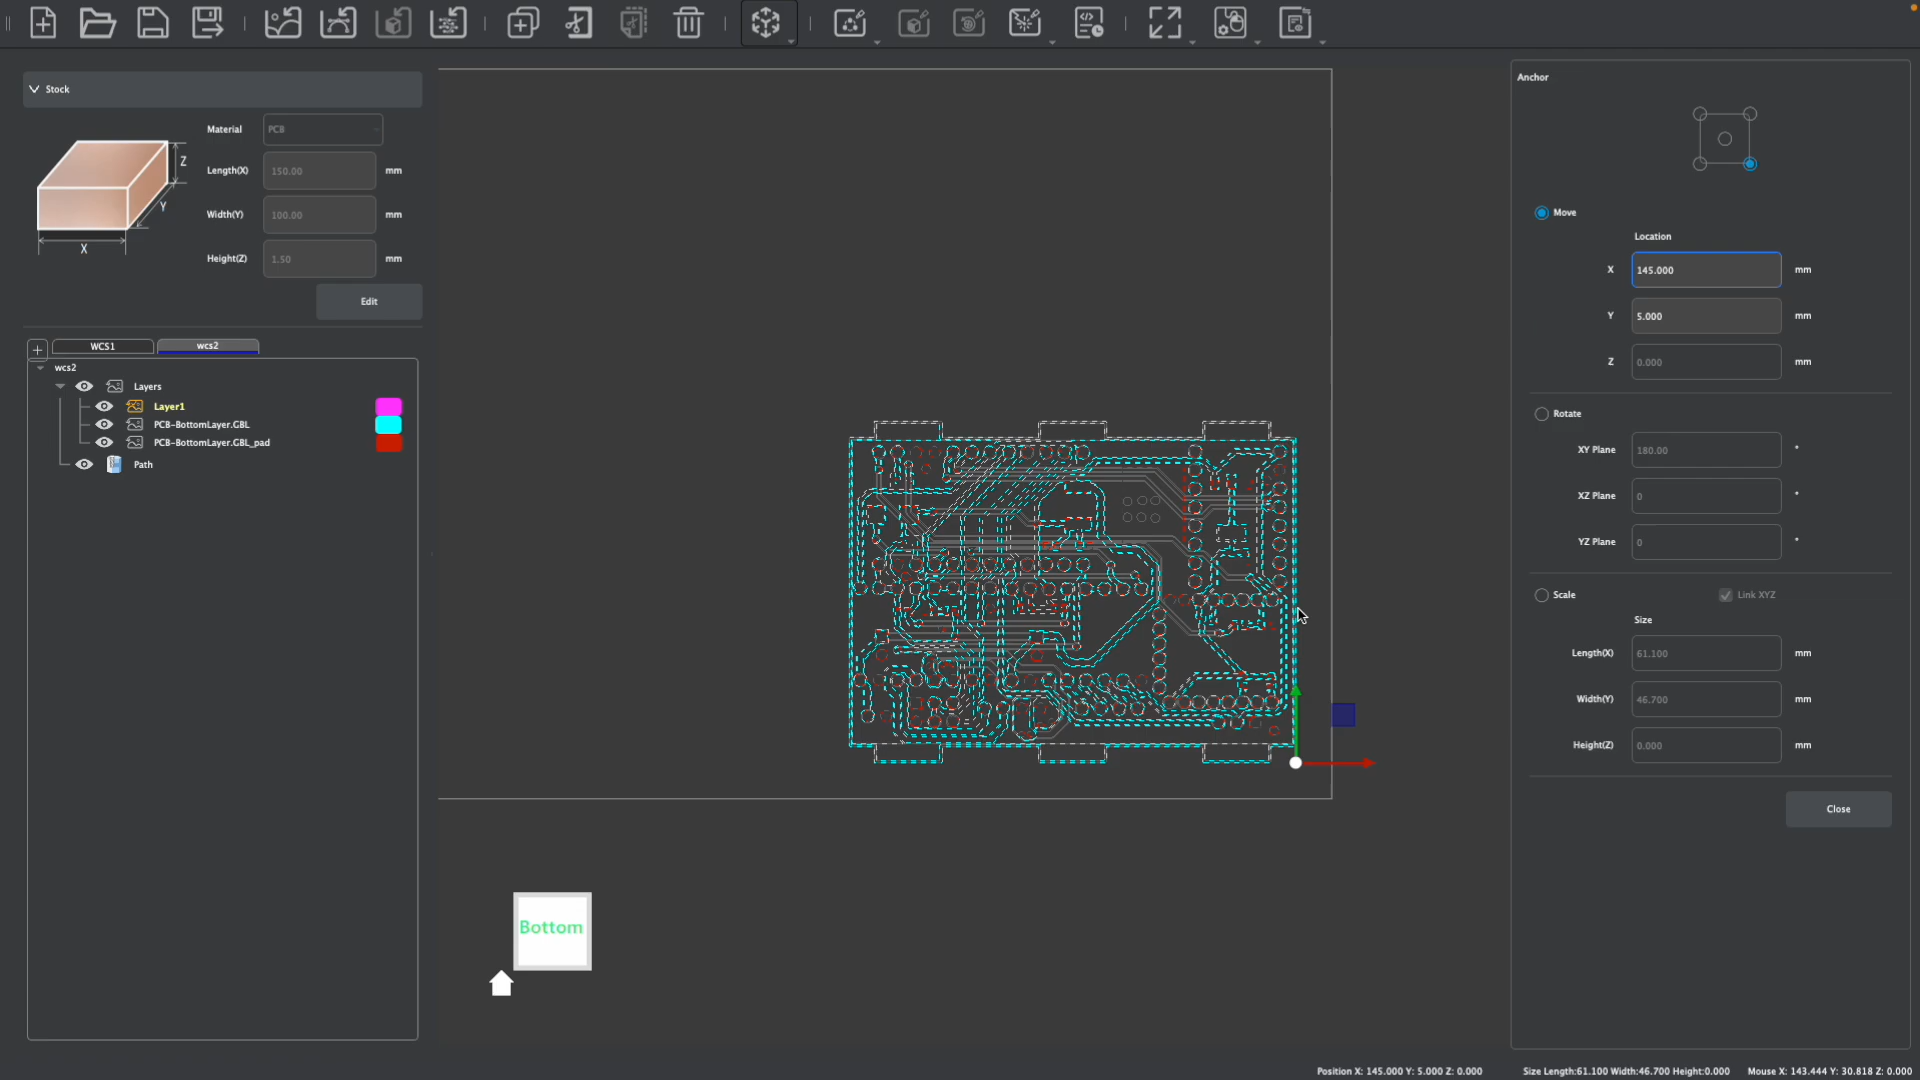 Stock
Material PCB
Length(X) 150.00 mm
Width(Y) 100.00 mm
Height(Z) 1.50 mm
Z
Y
X
Edit
WCS1 wcs2
wcs2
Layers
Layer1
PCB-BottomLayer.GBL
PCB-BottomLayer.GBL_pad
Path
Bottom
Anchor
Move
Location
X 145.000 mm
Y 5.000 mm
Z 0.000 mm
Rotate
XY Plane 180.00 °
XZ Plane 0 °
YZ Plane 0 °
Scale Link XYZ
Size
Length(X) 61.100 mm
Width(Y) 46.700 mm
Height(Z) 0.000 mm
Close
Position X: 145.000 Y: 5.000 Z: 0.000 Size Length:61.100 Width:46.700 Height:0.000 Mouse X: 143.444 Y: 30.818 Z: 0.000